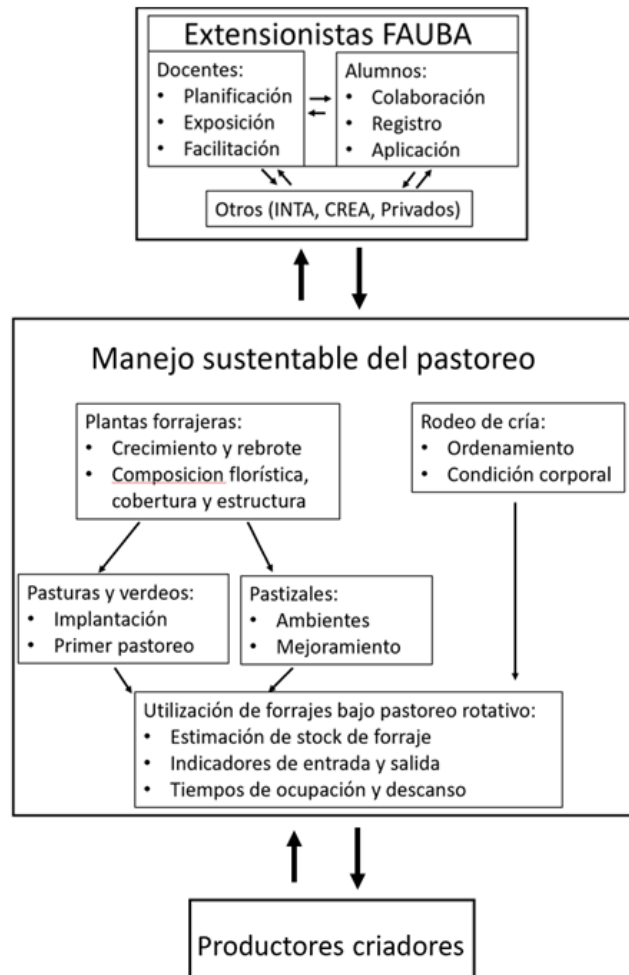 Extensionistas FAUBA
Docentes:
• Planificación
• Exposición
• Facilitación
Alumnos:
• Colaboración
• Registro
• Aplicación
Otros (INTA, CREA, Privados)
Manejo sustentable del pastoreo
Plantas forrajeras:
• Crecimiento y rebrote
• Composicion florística,
cobertura y estructura
Rodeo de cría:
• Ordenamiento
• Condición corporal
Pasturas y verdeos:
• Implantación
• Primer pastoreo
Pastizales:
• Ambientes
• Mejoramiento
Utilización de forrajes bajo pastoreo rotativo:
• Estimación de stock de forraje
• Indicadores de entrada y salida
• Tiempos de ocupación y descanso
Productores criadores